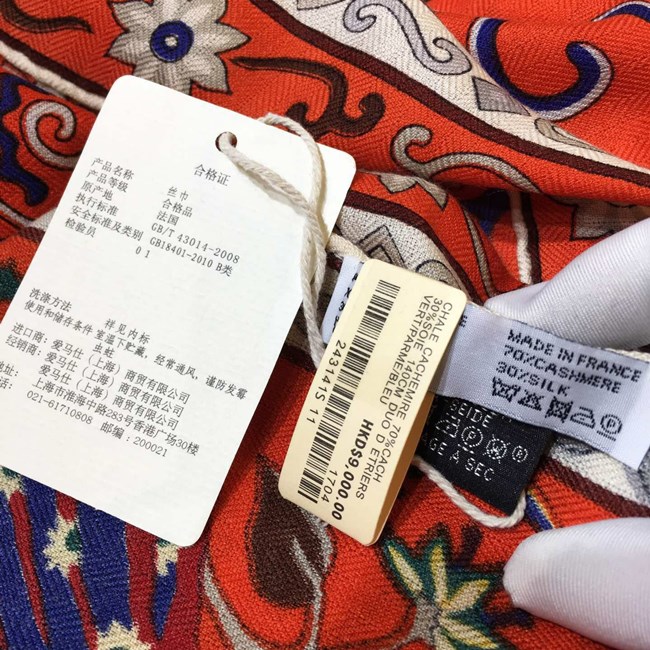 合格证
产品名称 丝巾
产品等级 合格品
原产地 法国
执行标准 GB/T 43014-2008
安全标准及类别 GB18401-2010 B类
检验员 01
洗涤方法 祥见内标
使用和储存条件 室温下贮藏，经常通风，谨防发霉
虫蛀
进口商：爱马仕（上海）商贸有限公司
经销商：爱马仕（上海）商贸有限公司
上海市淮海中路283号香港广场30楼
021-61710808 邮编：200021
CHALE CACHEMIRE 70%CACH
30%SOIE 140CM
VERT/PARME/BLEU
DUO D ETRIERS
HKD$9,000.00
243141S 11
1704
MADE IN FRANCE
70%CASHMERE
30%SILK
A SEC